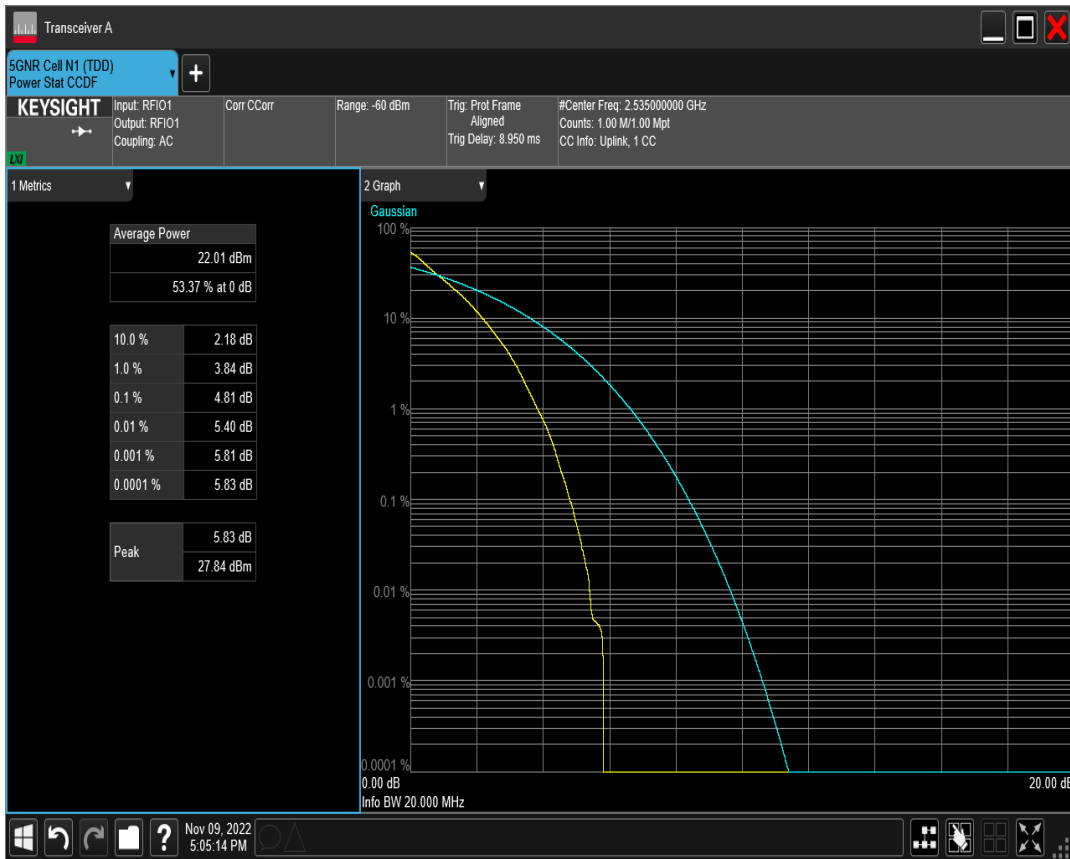 Transceiver A
5GNR Cell N1 (TDD)
Power Stat CCDF
+
KEYSIGHT
LXI
Input: RFIO1
Output: RFIO1
Coupling: AC
Corr CCorr
Range: -60 dBm
Trig: Prot Frame
Aligned
Trig Delay: 8.950 ms
#Center Freq: 2.535000000 GHz
Counts: 1.00 M/1.00 Mpt
CC Info: Uplink, 1 CC
1 Metrics
Average Power
22.01 dBm
53.37 % at 0 dB
10.0 % 2.18 dB
1.0 % 3.84 dB
0.1 % 4.81 dB
0.01 % 5.40 dB
0.001 % 5.81 dB
0.0001 % 5.83 dB
Peak 5.83 dB
27.84 dBm
2 Graph
Gaussian
100 %
10 %
1 %
0.1 %
0.01 %
0.001 %
0.0001 %
0.00 dB 20.00 dB
Info BW 20.000 MHz
?
Nov 09, 2022
5:05:14 PM